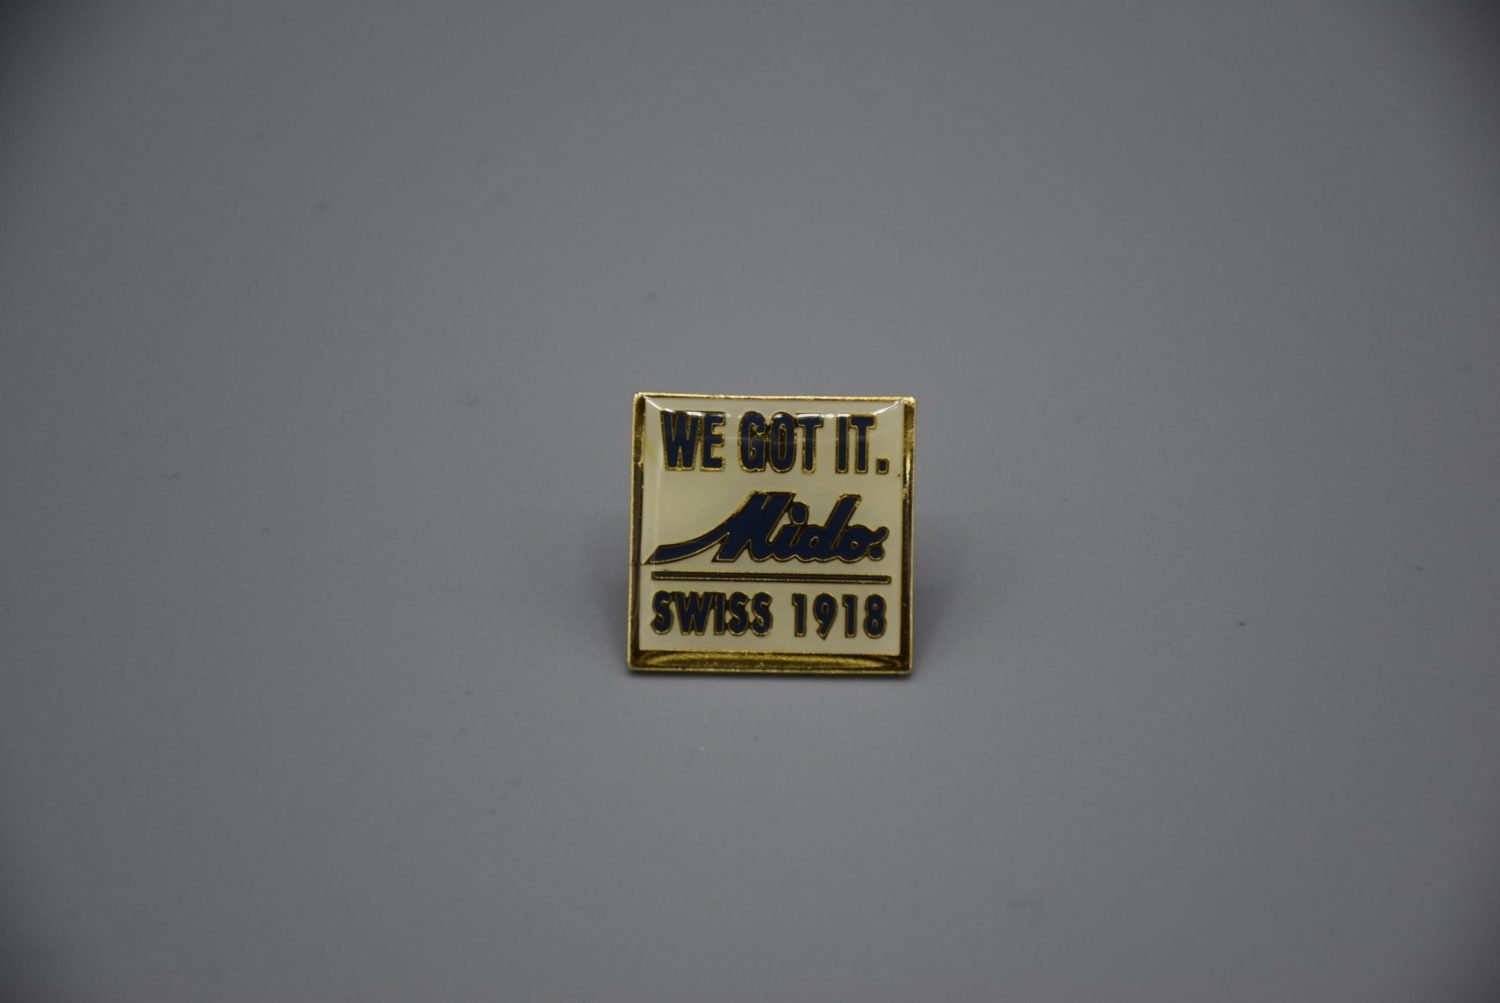 WE GOT IT.
Mido.
SWISS 1918